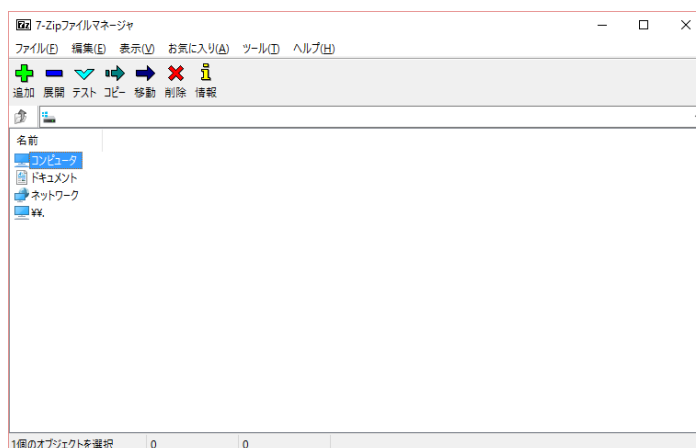 7-Zipファイルマネージャ
ファイル(F) 編集(E) 表示(V) お気に入り(A) ツール(T) ヘルプ(H)
追加 展開 テスト コピー 移動 削除 情報
名前
コンピュータ
ドキュメント
ネットワーク
¥¥.
1個のオブジェクトを選択 0 0